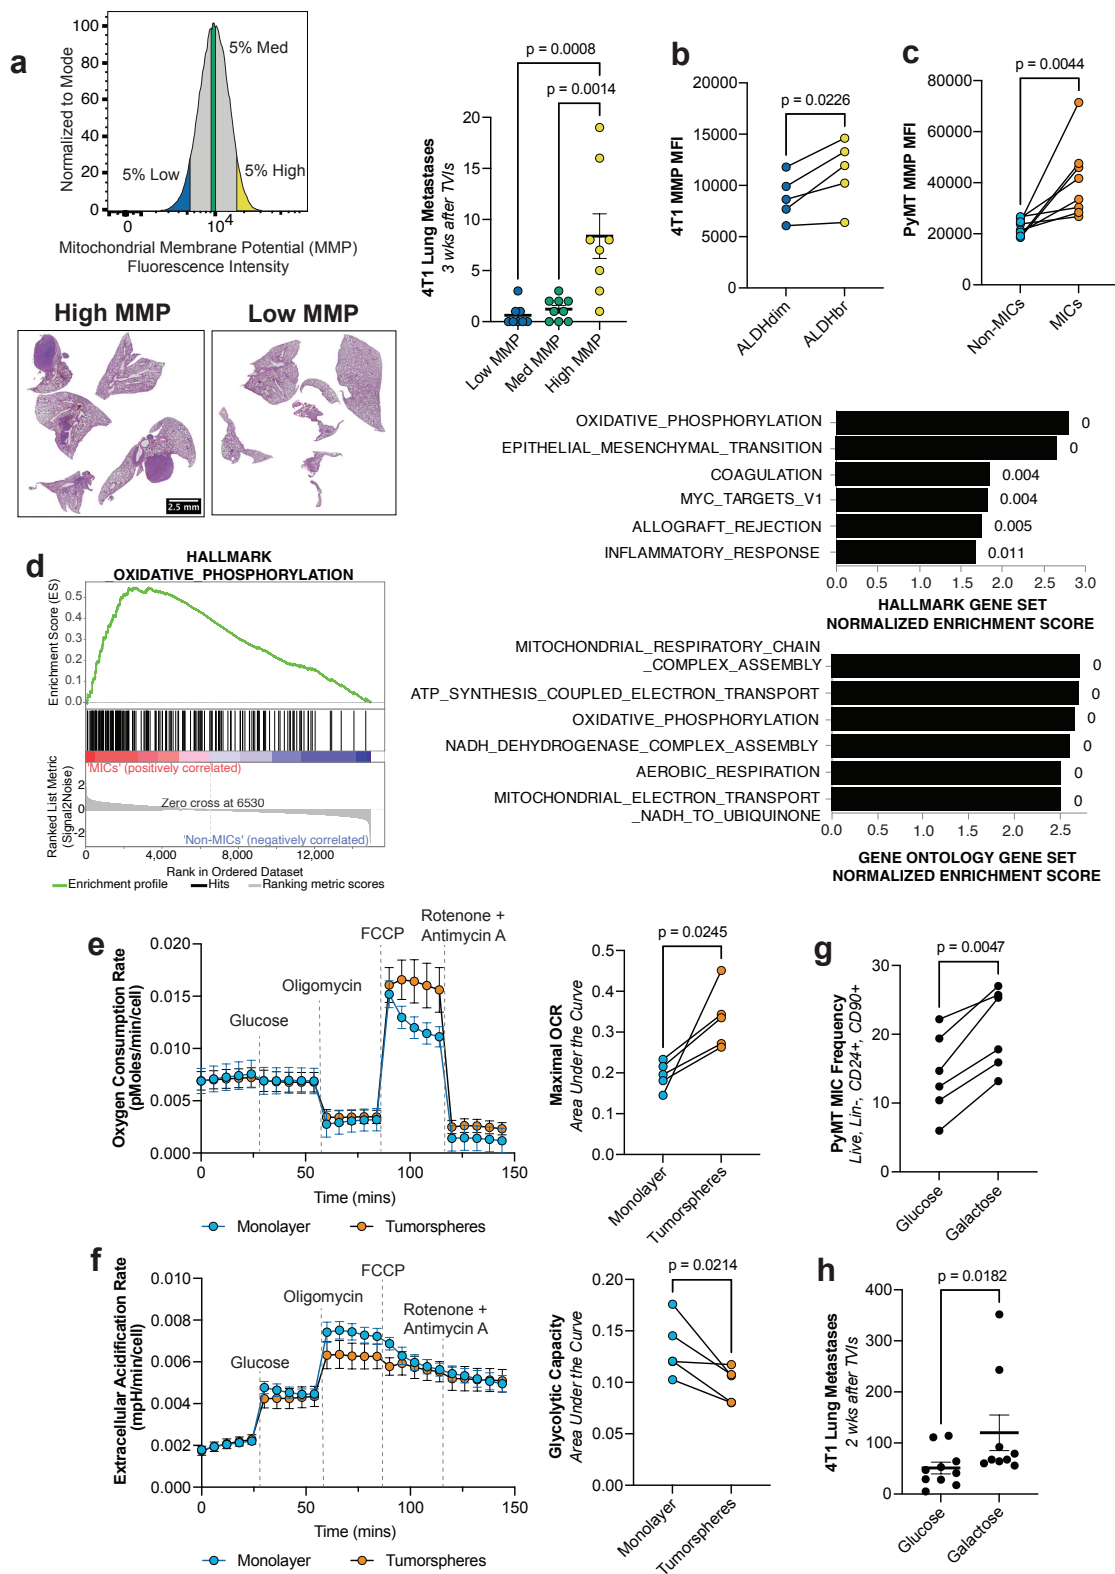 a
Normalized to Mode
100
80
60
40
20
0
5% Med
5% Low
5% High
0
10^4
Mitochondrial Membrane Potential (MMP)
Fluorescence Intensity
High MMP
Low MMP
2.5 mm
p = 0.0008
p = 0.0014
4T1 Lung Metastases
3 wks after TVIs
20
15
10
5
0
Low MMP
Med MMP
High MMP
b
p = 0.0226
4T1 MMP MFI
20000
15000
10000
5000
0
ALDHdim
ALDHbr
c
p = 0.0044
PyMT MMP MFI
80000
60000
40000
20000
0
Non-MICs
MICs
d
HALLMARK
_OXIDATIVE_PHOSPHORYLATION
Enrichment Score (ES)
0.5
0.4
0.3
0.2
0.1
0.0
'MICs' (positively correlated)
Ranked List Metric
(Signal2Noise)
2
0
-2
Zero cross at 6530
'Non-MICs' (negatively correlated)
0
4,000
8,000
12,000
Rank in Ordered Dataset
Enrichment profile
Hits
Ranking metric scores
OXIDATIVE_PHOSPHORYLATION 0
EPITHELIAL_MESENCHYMAL_TRANSITION 0
COAGULATION 0.004
MYC_TARGETS_V1 0.004
ALLOGRAFT_REJECTION 0.005
INFLAMMATORY_RESPONSE 0.011
0.0 0.5 1.0 1.5 2.0 2.5 3.0
HALLMARK GENE SET
NORMALIZED ENRICHMENT SCORE
MITOCHONDRIAL_RESPIRATORY_CHAIN
_COMPLEX_ASSEMBLY 0
ATP_SYNTHESIS_COUPLED_ELECTRON_TRANSPORT 0
OXIDATIVE_PHOSPHORYLATION 0
NADH_DEHYDROGENASE_COMPLEX_ASSEMBLY 0
AEROBIC_RESPIRATION 0
MITOCHONDRIAL_ELECTRON_TRANSPORT 0
_NADH_TO_UBIQUINONE
0.0 0.5 1.0 1.5 2.0 2.5
GENE ONTOLOGY GENE SET
NORMALIZED ENRICHMENT SCORE
e
Oxygen Consumption Rate
(pMoles/min/cell)
0.020
0.015
0.010
0.005
0.000
Glucose
Oligomycin
FCCP
Rotenone +
Antimycin A
0 50 100 150
Time (mins)
Monolayer
Tumorspheres
p = 0.0245
Maximal OCR
Area Under the Curve
0.5
0.4
0.3
0.2
0.1
0.0
Monolayer
Tumorspheres
g
p = 0.0047
PyMT MIC Frequency
Live, Lin-, CD24+, CD90+
30
20
10
0
Glucose
Galactose
f
Extracellular Acidification Rate
(mpH/min/cell)
0.010
0.008
0.006
0.004
0.002
0.000
Glucose
Oligomycin
FCCP
Rotenone +
Antimycin A
0 50 100 150
Time (mins)
Monolayer
Tumorspheres
p = 0.0214
Glycolytic Capacity
Area Under the Curve
0.20
0.15
0.10
0.05
0.00
Monolayer
Tumorspheres
h
p = 0.0182
4T1 Lung Metastases
2 wks after TVIs
400
300
200
100
0
Glucose
Galactose